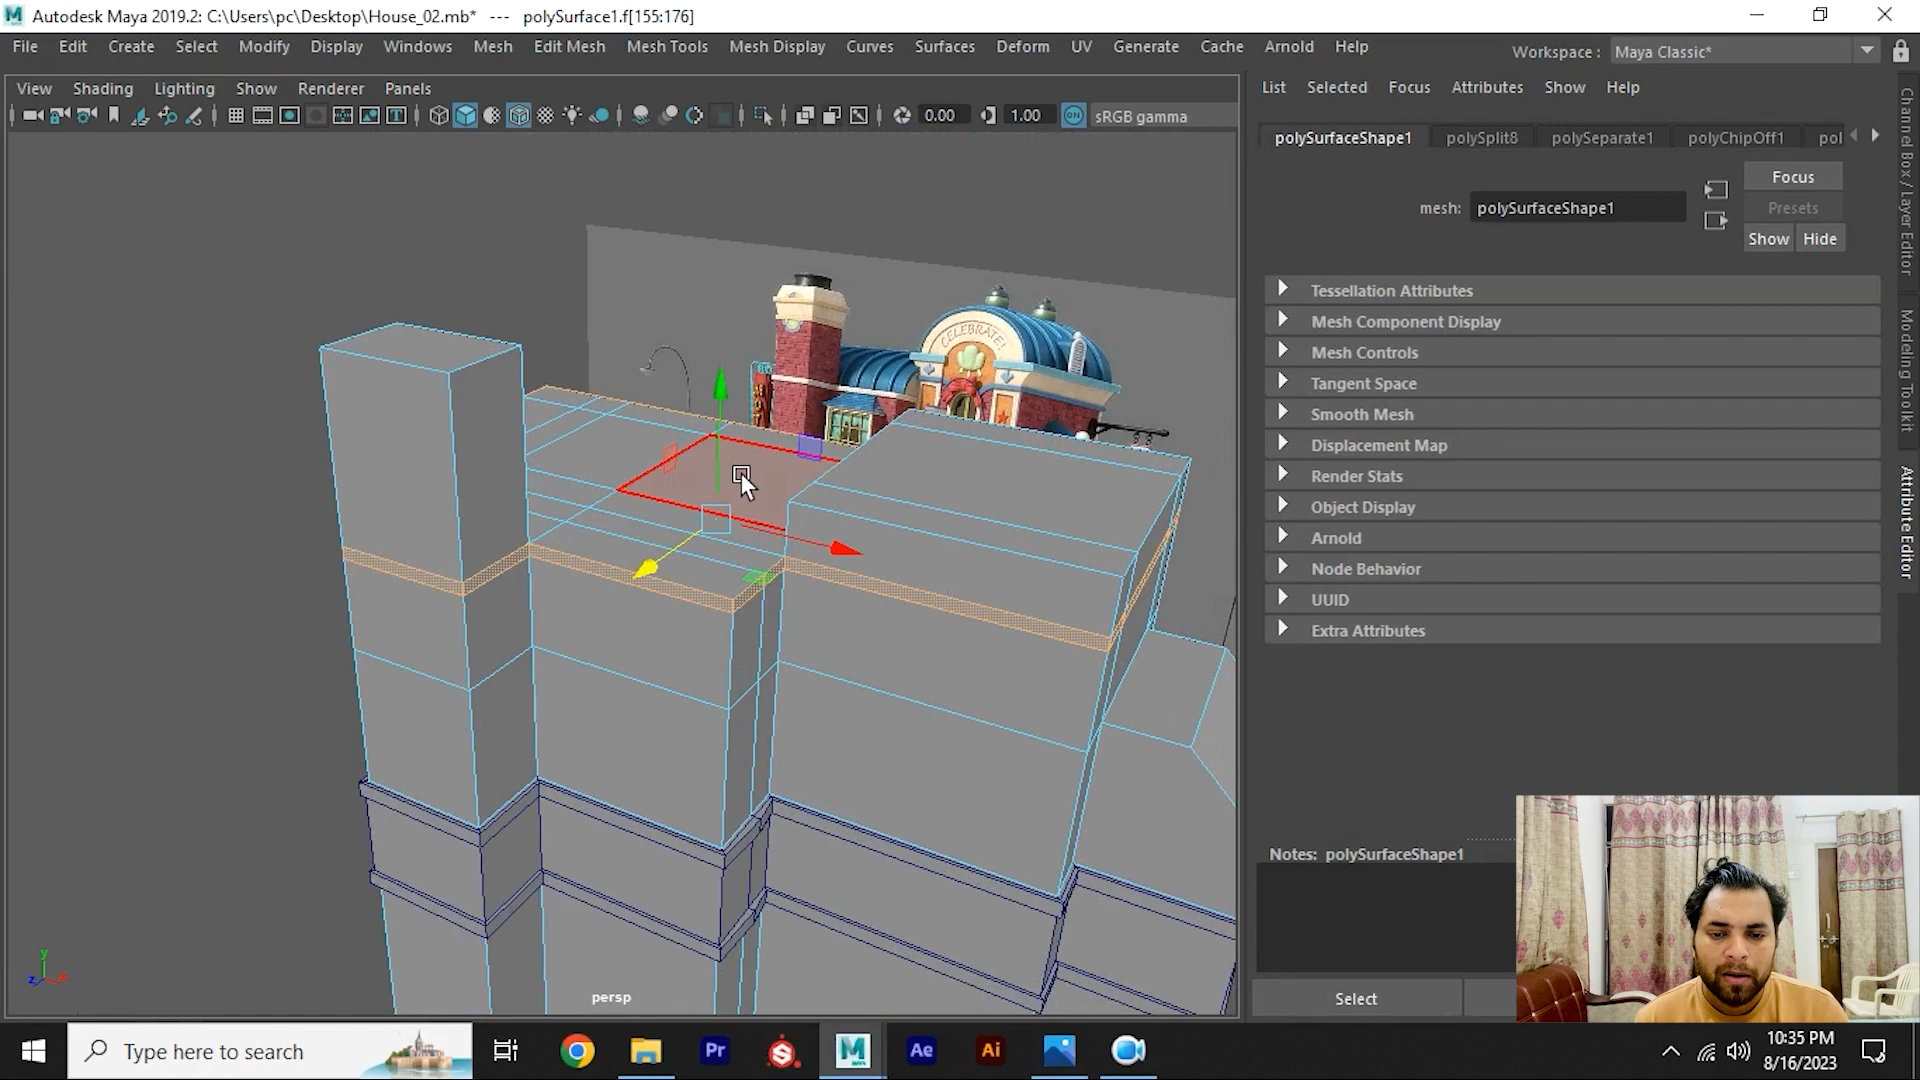 Autodesk Maya 2019.2: C:\Users\pc\Desktop\House_02.mb* --- polySurface1.f[155:176]
File Edit Create Select Modify Display Windows Mesh Edit Mesh Mesh Tools Mesh Display Curves Surfaces Deform UV Generate Cache Arnold Help
Workspace : Maya Classic*
View Shading Lighting Show Renderer Panels
0.00 1.00 ON sRGB gamma
List Selected Focus Attributes Show Help
polySurfaceShape1 polySplit8 polySeparate1 polyChipOff1 pol
Focus
mesh: polySurfaceShape1
Presets
Show Hide
Tessellation Attributes
Mesh Component Display
Mesh Controls
Tangent Space
Smooth Mesh
Displacement Map
Render Stats
Object Display
Arnold
Node Behavior
UUID
Extra Attributes
Notes: polySurfaceShape1
Select
Channel Box / Layer Editor
Modeling Toolkit
Attribute Editor
CELEBRATE!
persp
y
z
Type here to search
Pr
M
Ae
Ai
10:35 PM
8/16/2023